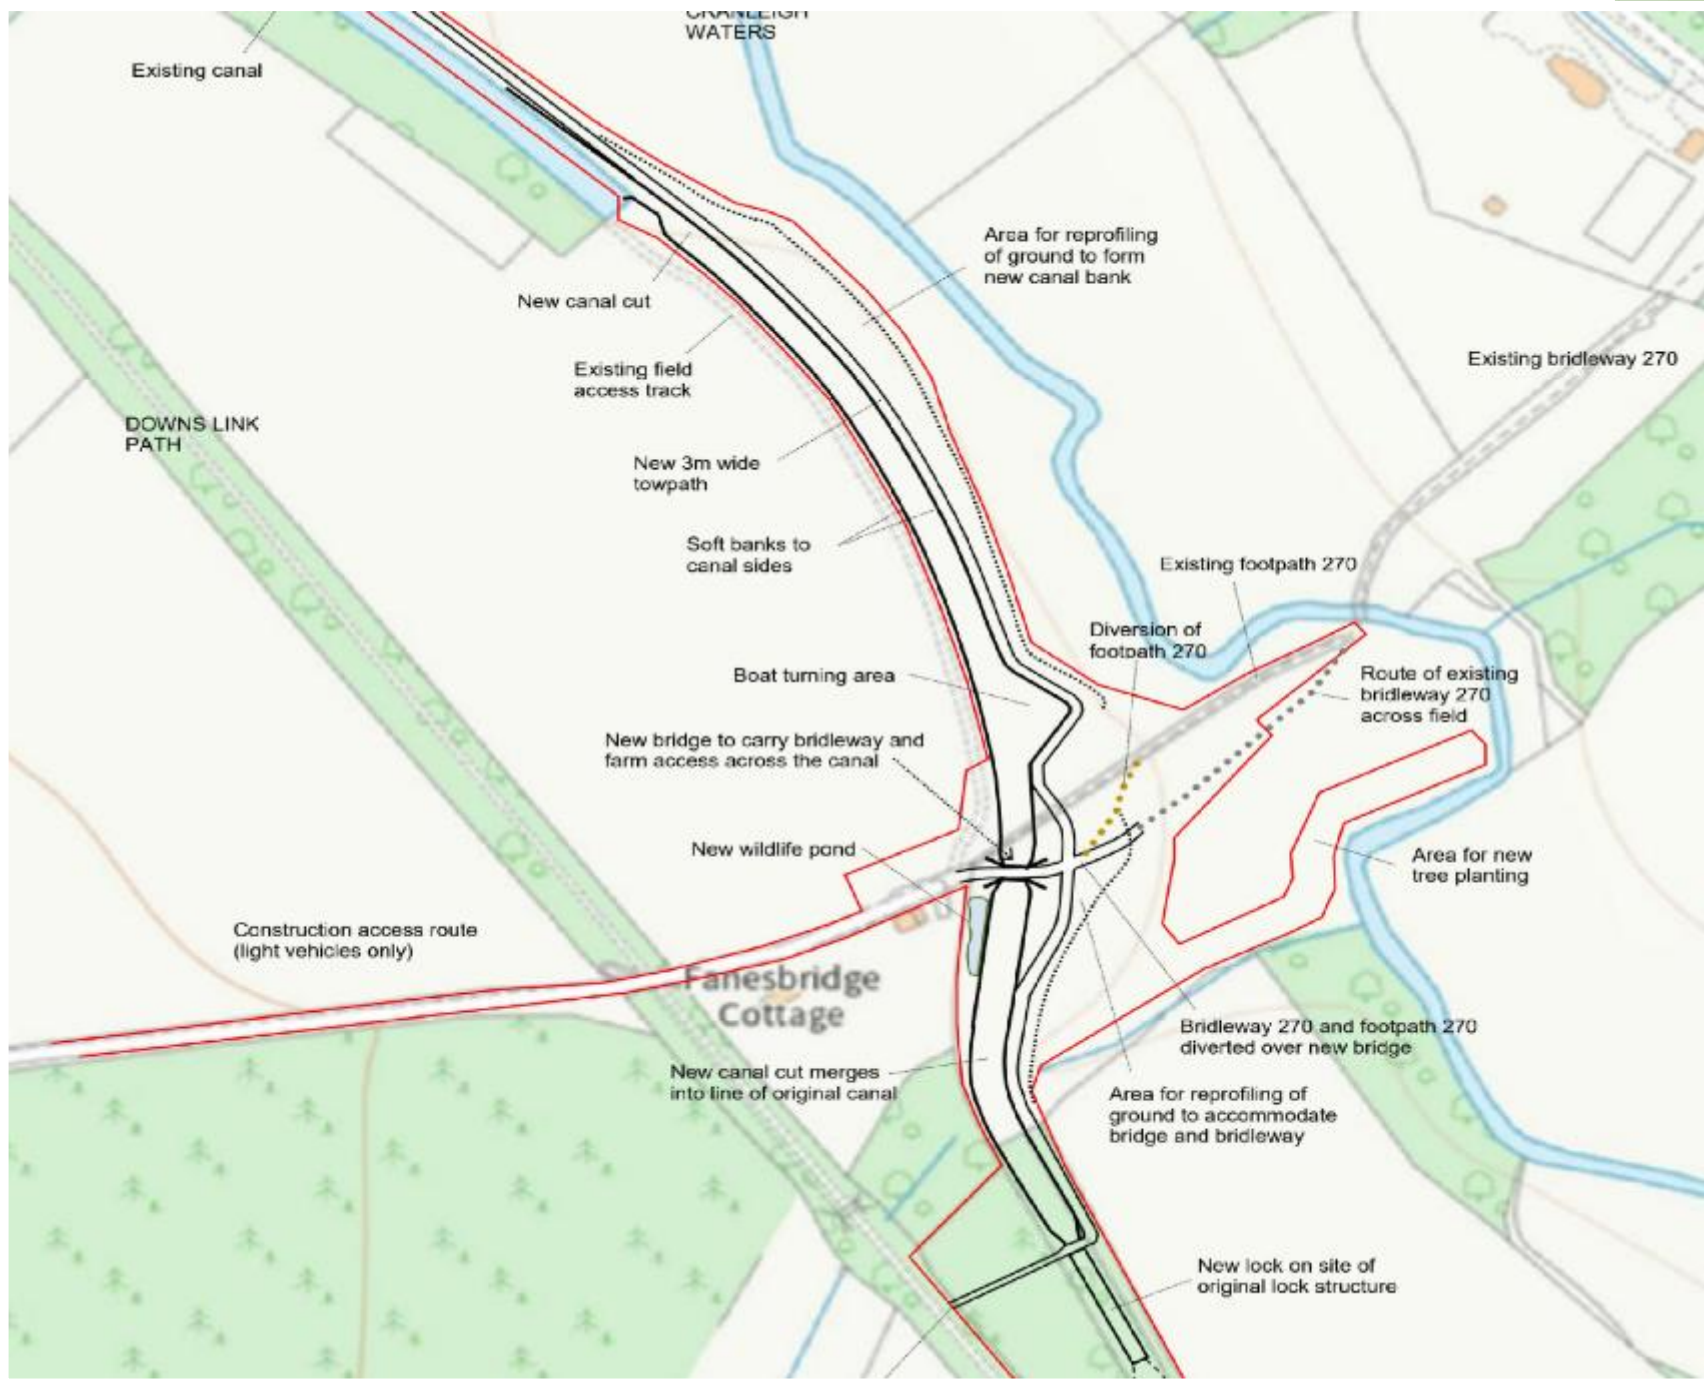 CRANLEIGH
WATERS
Existing canal
Area for reprofiling
of ground to form
new canal bank
New canal cut
Existing field
access track
Existing bridleway 270
DOWNS LINK
PATH
New 3m wide
towpath
Soft banks to
canal sides
Existing footpath 270
Diversion of
footpath 270
Boat turning area
Route of existing
bridleway 270
across field
New bridge to carry bridleway and
farm access across the canal
New wildlife pond
Area for new
tree planting
Construction access route
(light vehicles only)
Fanesbridge
Cottage
Bridleway 270 and footpath 270
diverted over new bridge
New canal cut merges
into line of original canal
Area for reprofiling of
ground to accommodate
bridge and bridleway
New lock on site of
original lock structure